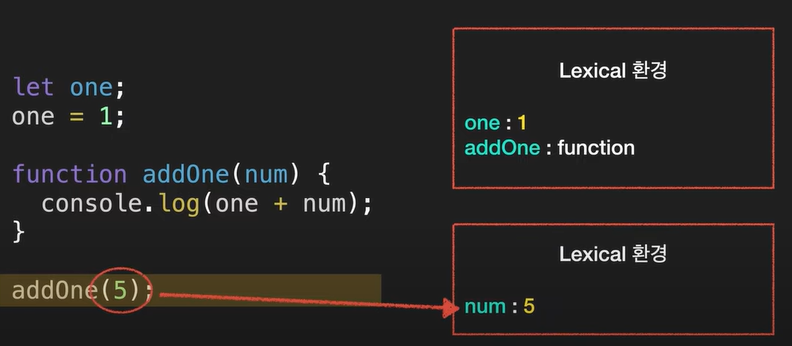 let one;
one = 1;
function addOne(num) {
console.log(one + num);
}
addOne(5);
Lexical 환경
one : 1
addOne : function
Lexical 환경
num : 5